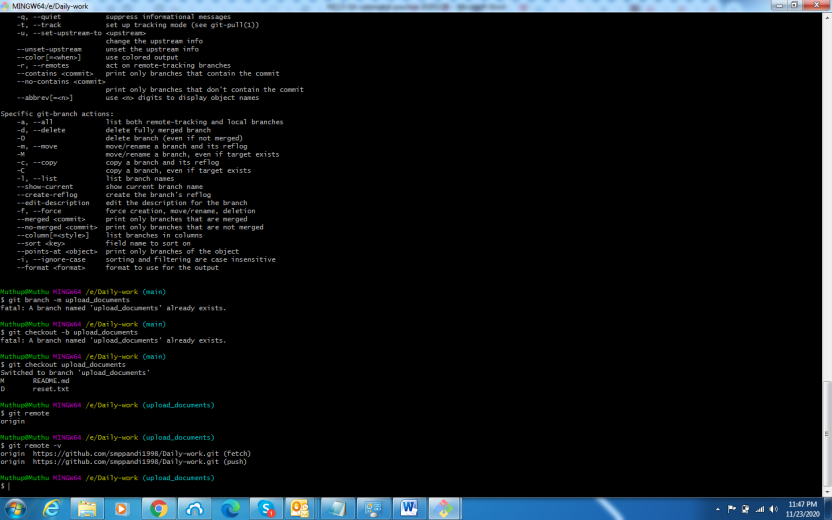 MINGW64:/e/Daily-work
-q, --quiet suppress informational messages
-t, --track set up tracking mode (see git-pull(1))
-u, --set-upstream-to <upstream>
change the upstream info
--unset-upstream unset the upstream info
--color[=<when>] use colored output
-r, --remotes act on remote-tracking branches
--contains <commit> print only branches that contain the commit
--no-contains <commit>
print only branches that don't contain the commit
--abbrev[=<n>] use <n> digits to display object names
Specific git-branch actions:
-a, --all list both remote-tracking and local branches
-d, --delete delete fully merged branch
-D delete branch (even if not merged)
-m, --move move/rename a branch and its reflog
-M move/rename a branch, even if target exists
-c, --copy copy a branch and its reflog
-C copy a branch, even if target exists
-l, --list list branch names
--show-current show current branch name
--create-reflog create the branch's reflog
--edit-description edit the description for the branch
-f, --force force creation, move/rename, deletion
--merged <commit> print only branches that are merged
--no-merged <commit> print only branches that are not merged
--column[=<style>] list branches in columns
--sort <key> field name to sort on
--points-at <object> print only branches of the object
-i, --ignore-case sorting and filtering are case insensitive
--format <format> format to use for the output
Muthup@Muthu MINGW64 /e/Daily-work (main)
$ git branch -m upload_documents
fatal: A branch named 'upload_documents' already exists.
Muthup@Muthu MINGW64 /e/Daily-work (main)
$ git checkout -b upload_documents
fatal: A branch named 'upload_documents' already exists.
Muthup@Muthu MINGW64 /e/Daily-work (main)
$ git checkout upload_documents
Switched to branch 'upload_documents'
M README.md
D reset.txt
Muthup@Muthu MINGW64 /e/Daily-work (upload_documents)
$ git remote
origin
Muthup@Muthu MINGW64 /e/Daily-work (upload_documents)
$ git remote -v
origin https://github.com/smppandi1998/Daily-work.git (fetch)
origin https://github.com/smppandi1998/Daily-work.git (push)
Muthup@Muthu MINGW64 /e/Daily-work (upload_documents)
$
11:47 PM
11/23/2020